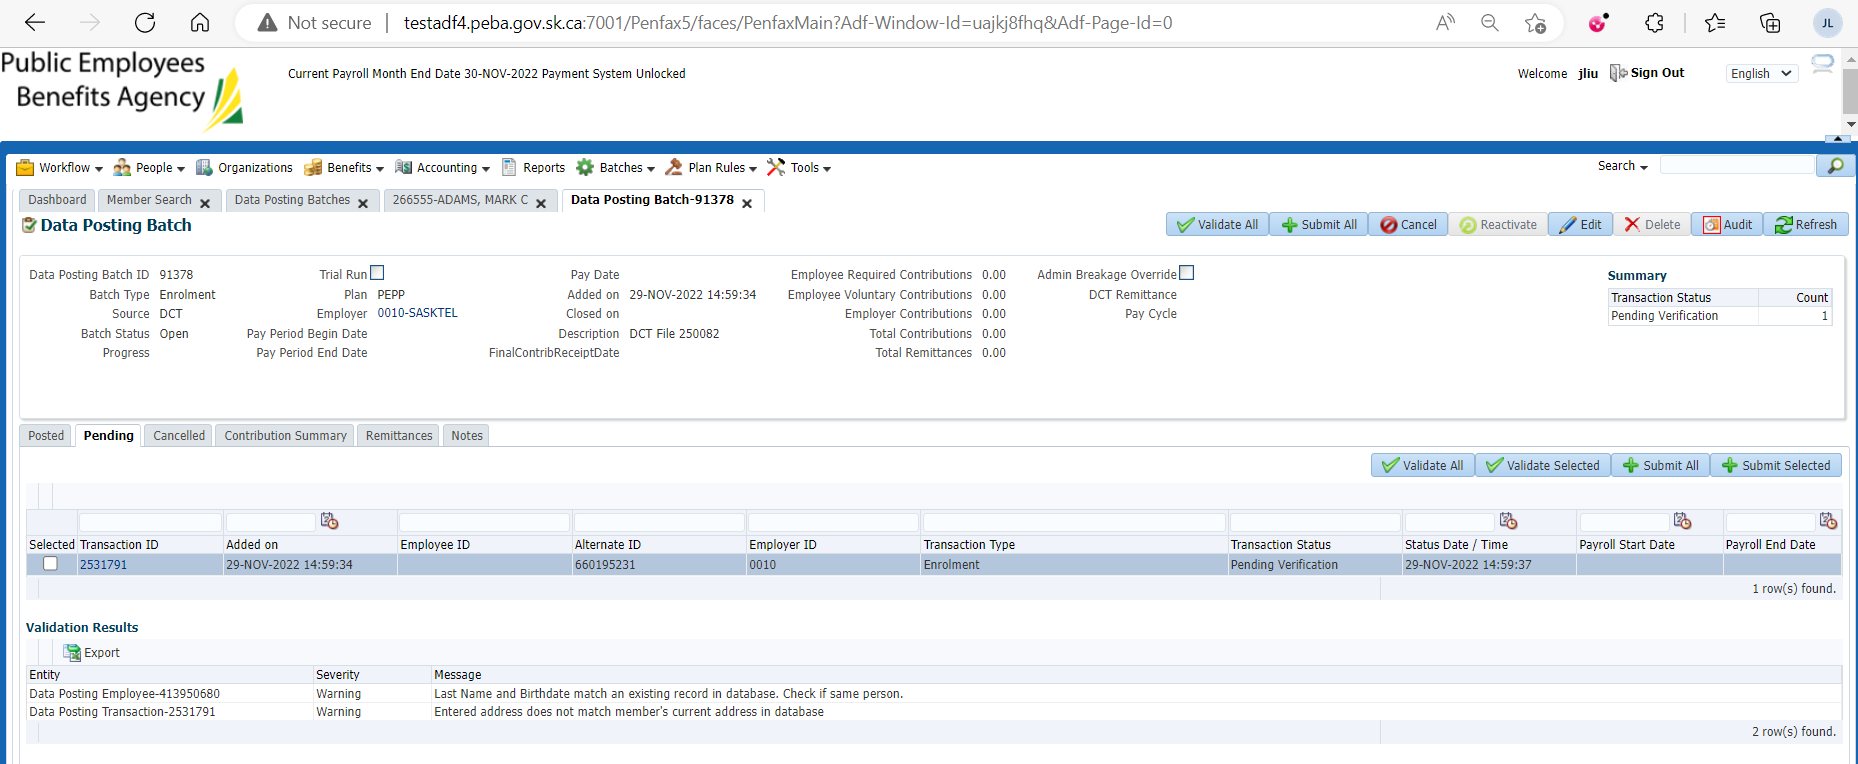 Not secure testadf4.peba.gov.sk.ca:7001/Penfax5/faces/PenfaxMain?Adf-Window-Id=uajkj8fhq&Adf-Page-Id=0 A JL
Public Employees
Benefits Agency
Current Payroll Month End Date 30-NOV-2022 Payment System Unlocked
Welcome jliu Sign Out English
Workflow People Organizations Benefits Accounting Reports Batches Plan Rules Tools Search
Dashboard Member Search Data Posting Batches 266555-ADAMS, MARK C Data Posting Batch-91378
Data Posting Batch
Validate All Submit All Cancel Reactivate Edit Delete Audit Refresh
Data Posting Batch ID 91378 Trial Run Pay Date Employee Required Contributions 0.00 Admin Breakage Override Summary
Batch Type Enrolment Plan PEPP Added on 29-NOV-2022 14:59:34 Employee Voluntary Contributions 0.00 DCT Remittance Transaction Status Count
Source DCT Employer 0010-SASKTEL Closed on Employer Contributions 0.00 Pay Cycle Pending Verification 1
Batch Status Open Pay Period Begin Date Description DCT File 250082 Total Contributions 0.00
Progress Pay Period End Date FinalContribReceiptDate Total Remittances 0.00
Posted Pending Cancelled Contribution Summary Remittances Notes
Validate All Validate Selected Submit All Submit Selected
Selected Transaction ID Added on Employee ID Alternate ID Employer ID Transaction Type Transaction Status Status Date / Time Payroll Start Date Payroll End Date
2531791 29-NOV-2022 14:59:34 660195231 0010 Enrolment Pending Verification 29-NOV-2022 14:59:37
1 row(s) found.
Validation Results
Export
Entity Severity Message
Data Posting Employee-413950680 Warning Last Name and Birthdate match an existing record in database. Check if same person.
Data Posting Transaction-2531791 Warning Entered address does not match member's current address in database
2 row(s) found.